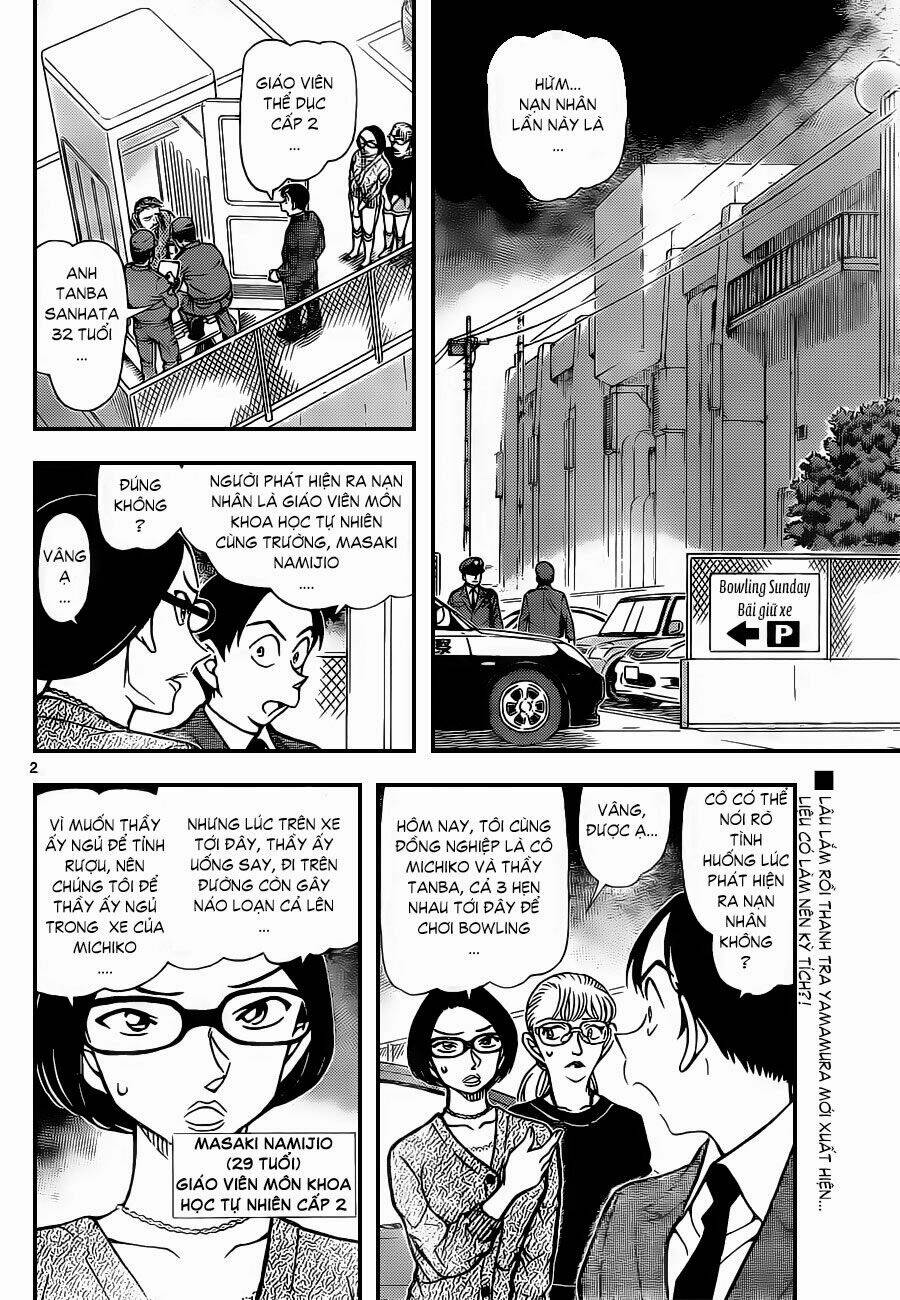 HỪM...
NẠN NHÂN
LẦN NÀY LÀ
...
Bowling Sunday
Bãi giữ xe
P
察
GIÁO VIÊN
THỂ DỤC
CẤP 2
...
ANH
TANBA
SANHATA
32 TUỔI
...
NGƯỜI PHÁT HIỆN RA NẠN
NHÂN LÀ GIÁO VIÊN MÔN
KHOA HỌC TỰ NHIÊN
CÙNG TRƯỜNG, MASAKI
NAMIJIO
....
ĐÚNG
KHÔNG
?
VÂNG
Ạ
...
2
LÂU LẮM RỒI THANH TRA YAMAMURA MỚI XUẤT HIỆN...
LIỆU CÓ LÀM NÊN KỲ TÍCH?!
CÔ CÓ THỂ
NÓI RÕ
TÌNH
HUỐNG LÚC
PHÁT HIỆN
RA NẠN
NHÂN
KHÔNG
?
VÂNG,
ĐƯỢC Ạ...
HÔM NAY, TÔI CÙNG
ĐỒNG NGHIỆP LÀ CÔ
MICHIKO VÀ THẦY
TANBA, CẢ 3 HẸN
NHAU TỚI ĐÂY ĐỂ
CHƠI BOWLING
...
NHƯNG LÚC TRÊN XE
TỚI ĐÂY, THẦY ẤY
UỐNG SAY, ĐI TRÊN
ĐƯỜNG CÒN GÂY
NÁO LOẠN CẢ LÊN
...
VÌ MUỐN THẦY
ẤY NGỦ ĐỂ TỈNH
RƯỢU, NÊN
CHÚNG TÔI ĐỂ
THẦY ẤY NGỦ
TRONG XE CỦA
MICHIKO
....
MASAKI NAMIJIO
(29 TUỔI)
GIÁO VIÊN MÔN KHOA
HỌC TỰ NHIÊN CẤP 2